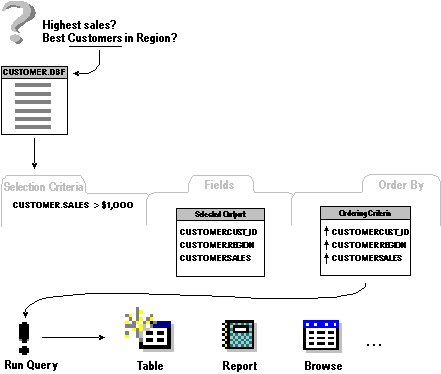 ?
Highest sales?
Best Customers in Region?
CUSTOMER.DBF
Selection Criteria
Fields
Order By
CUSTOMER.SALES > $1,000
Selected Output
CUSTOMER.CUST_ID
CUSTOMER.REGION
CUSTOMER.SALES
Ordering Criteria
↑ CUSTOMER.CUST_ID
↑ CUSTOMER.REGION
↑ CUSTOMER.SALES
!
Run Query
Table
Report
Browse
...